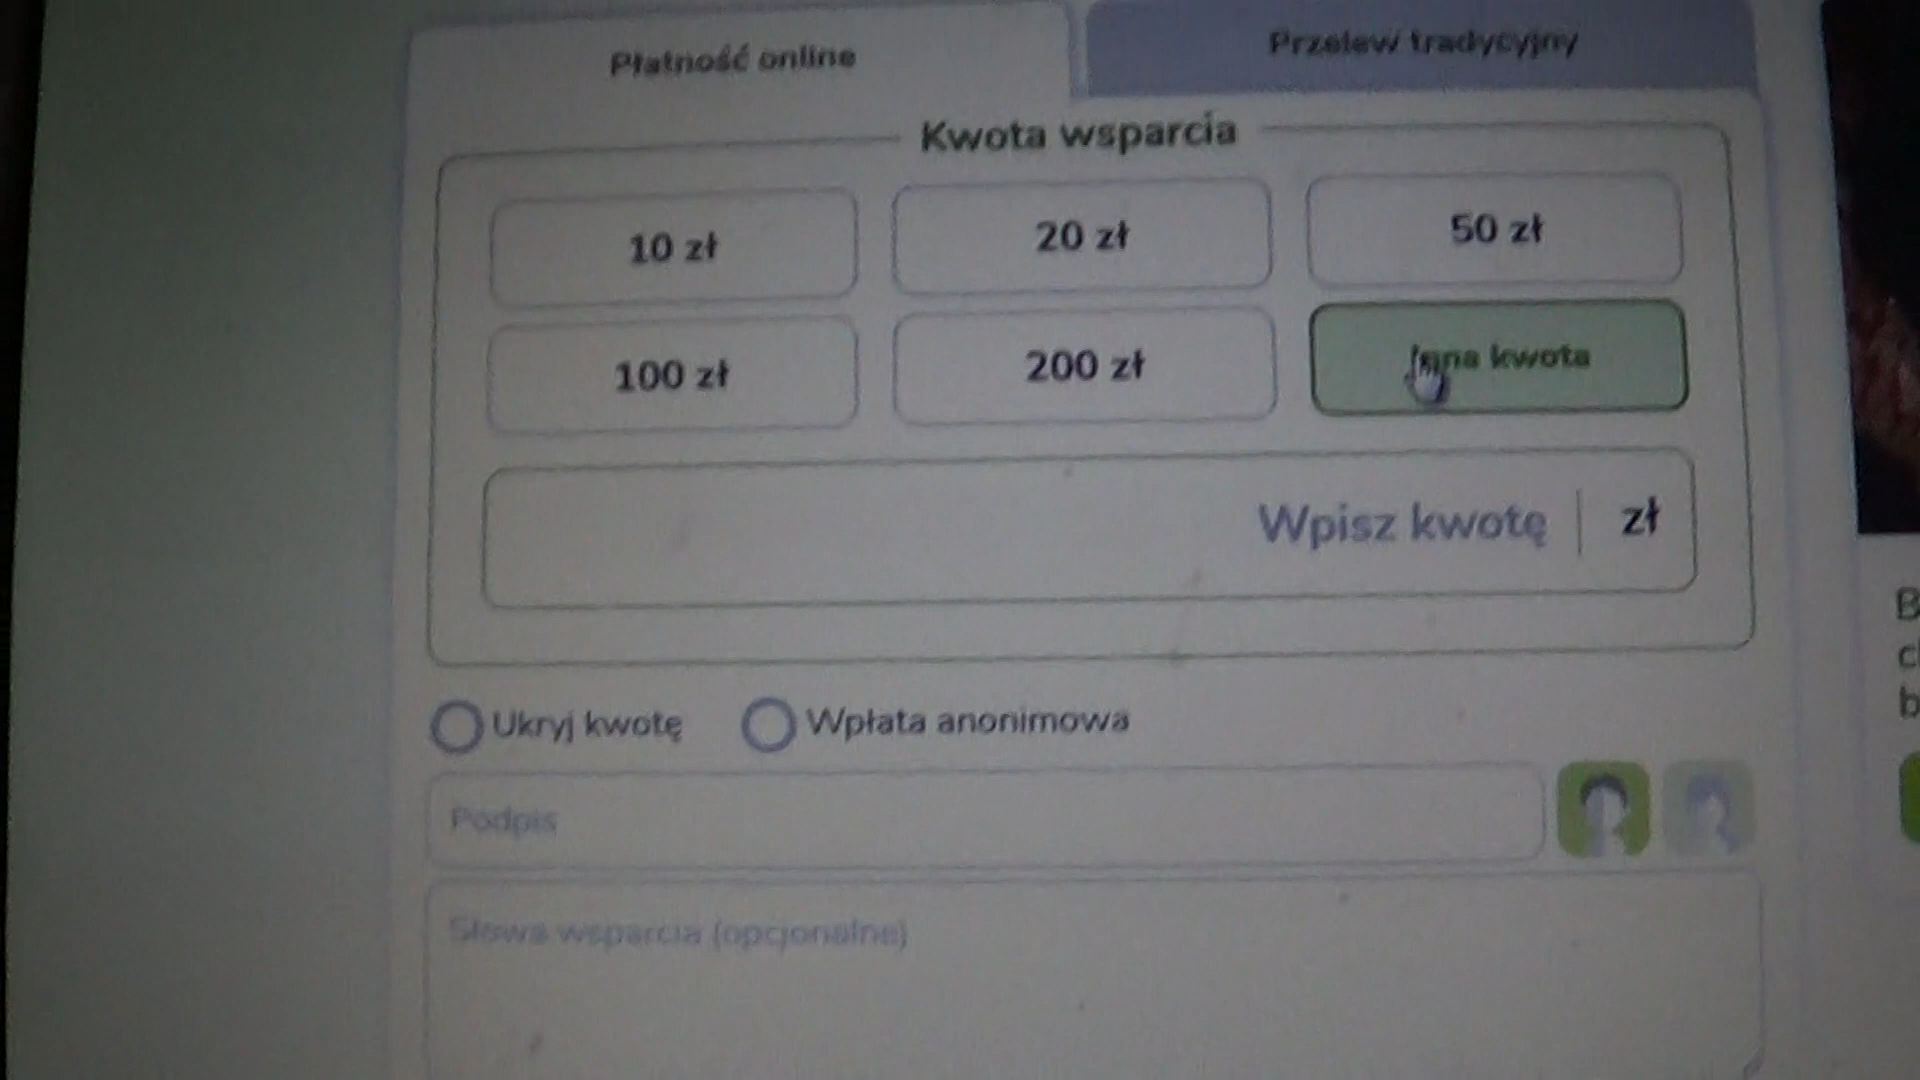 Płatność online
Przelew tradycyjny
Kwota wsparcia
10 zł
20 zł
50 zł
100 zł
200 zł
Inna kwota
Wpisz kwotę
zł
Ukryj kwotę
Wpłata anonimowa
Podpis
Słowa wsparcia (opcjonalne)